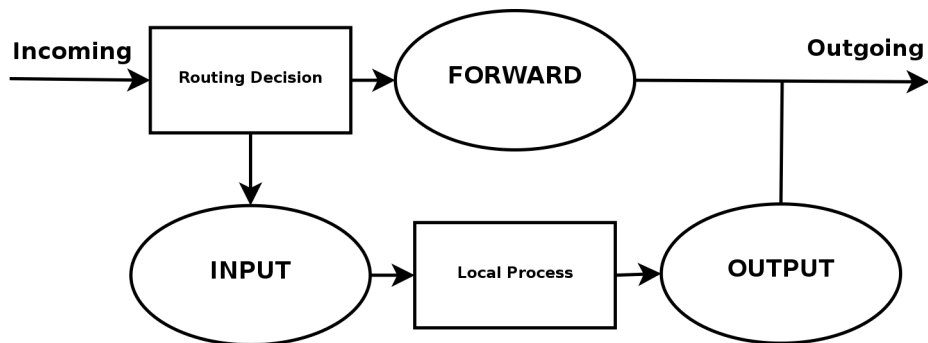 Incoming
Routing Decision
FORWARD
Outgoing
INPUT
Local Process
OUTPUT